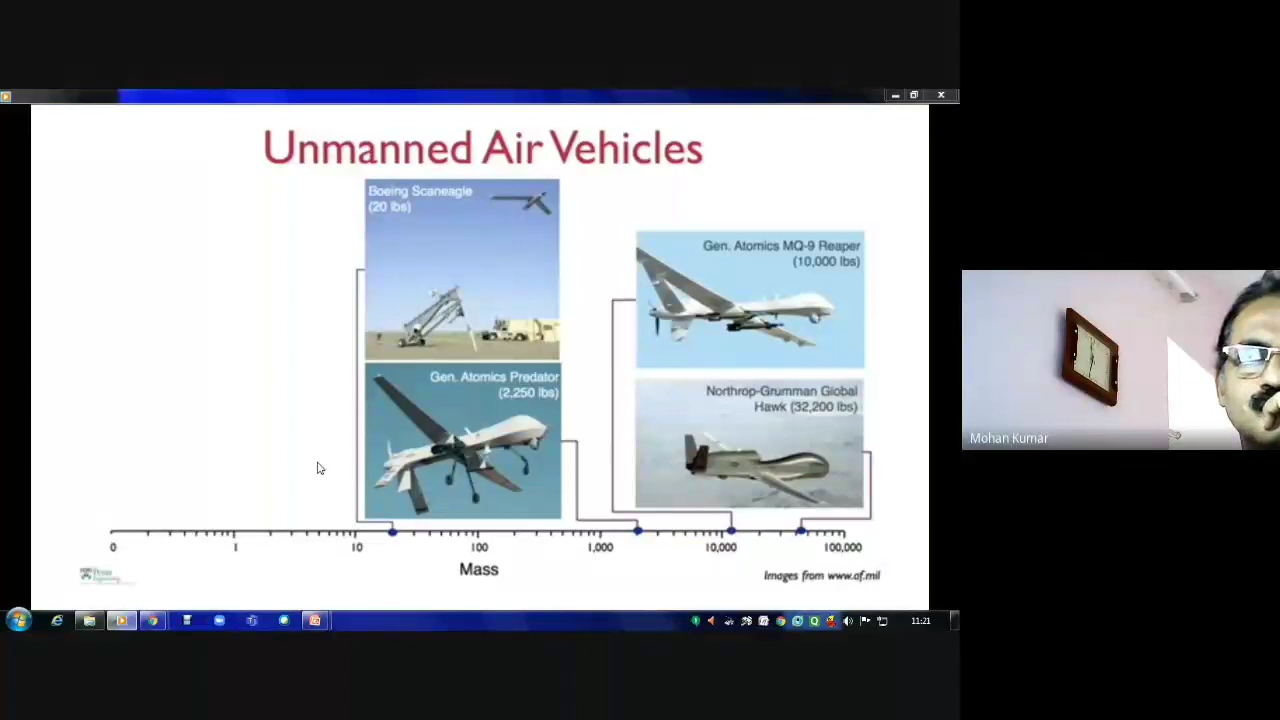 Unmanned Air Vehicles
Boeing Scaneagle
(20 lbs)
Gen. Atomics MQ-9 Reaper
(10,000 lbs)
Gen. Atomics Predator
(2,250 lbs)
Northrop-Grumman Global
Hawk (32,200 lbs)
0 1 10 100 1,000 10,000 100,000
Mass
Images from www.af.mil
11:21
Mohan Kumar